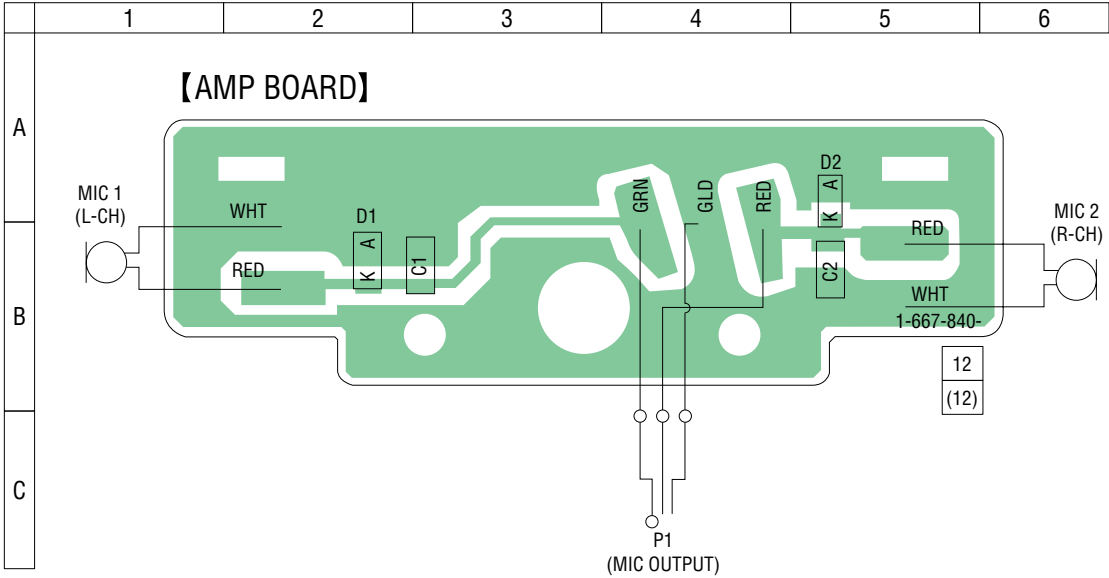 1
2
3
4
5
6
A
B
C
【AMP BOARD】
MIC 1
(L-CH)
WHT
RED
D1
A
K
C1
GRN
GLD
RED
D2
A
K
C2
RED
WHT
1-667-840-
12
(12)
MIC 2
(R-CH)
P1
(MIC OUTPUT)